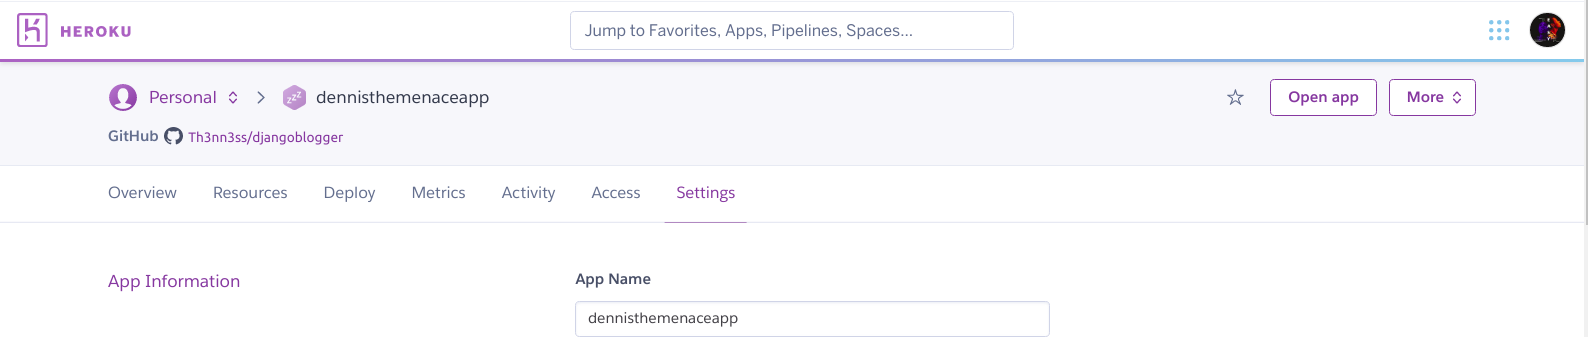 HEROKU
Jump to Favorites, Apps, Pipelines, Spaces...
Personal
zzz
dennisthemenaceapp
Open app
More
GitHub Th3nn3ss/djangoblogger
Overview Resources Deploy Metrics Activity Access Settings
App Information
App Name
dennisthemenaceapp